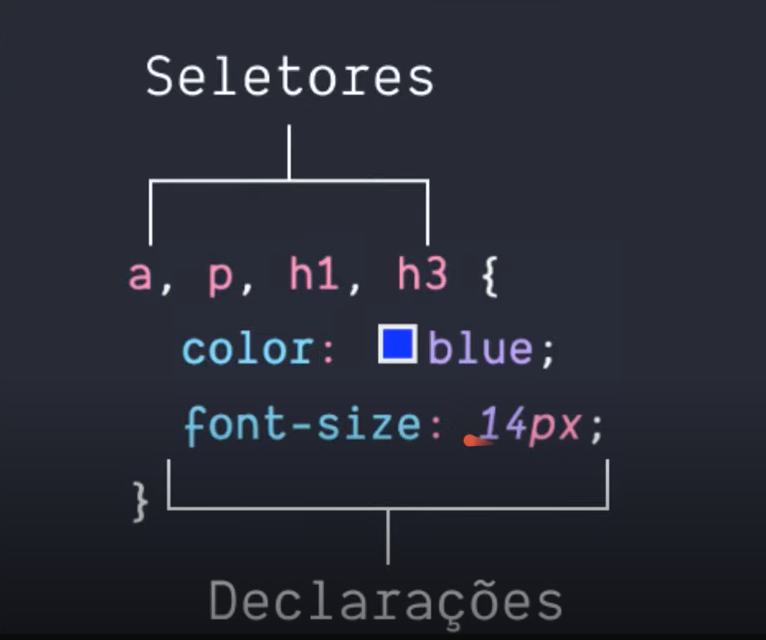 Seletores
a, p, h1, h3 {
color: blue;
font-size: 14px;
}
Declarações